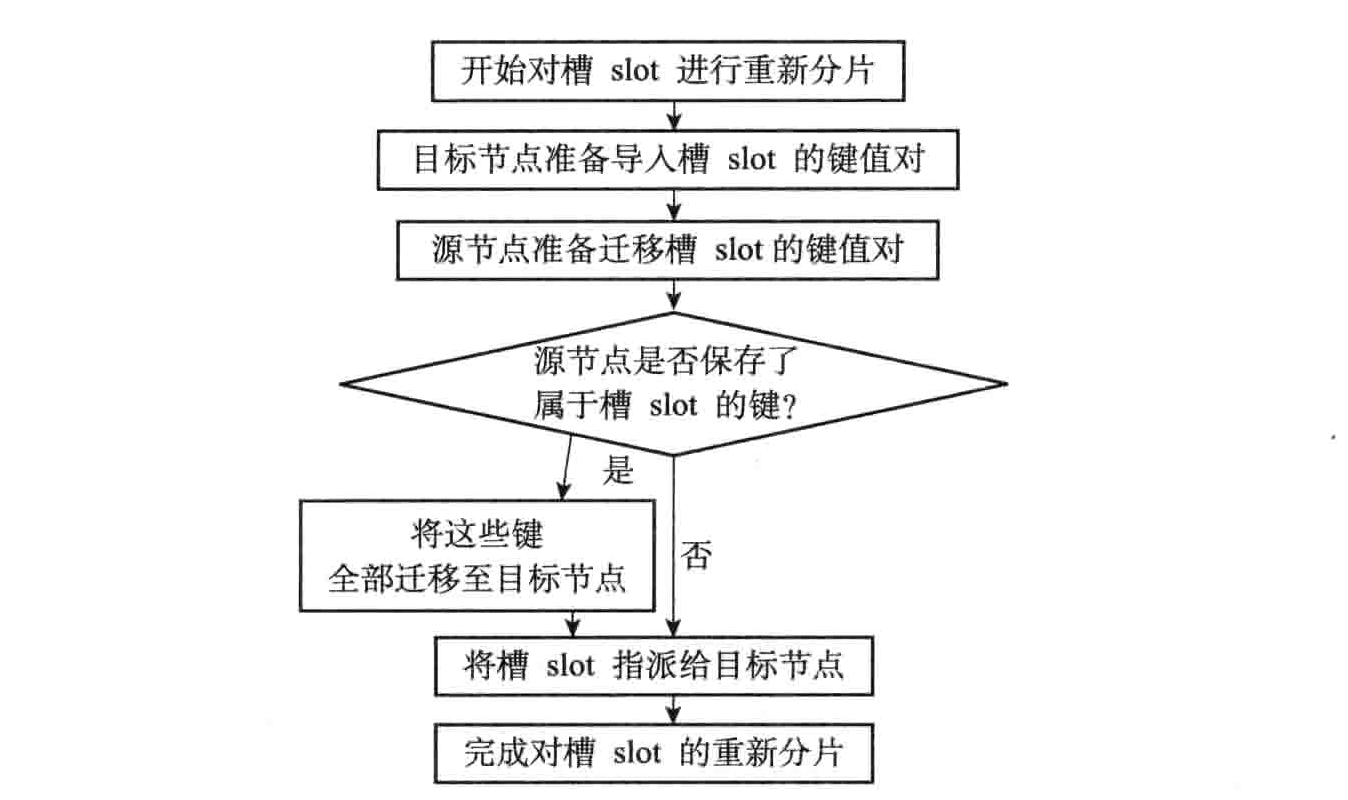 开始对槽 slot 进行重新分片
目标节点准备导入槽 slot 的键值对
源节点准备迁移槽 slot的键值对
源节点是否保存了
属于槽 slot 的键?
是
将这些键
全部迁移至目标节点
否
将槽 slot 指派给目标节点
完成对槽 slot 的重新分片